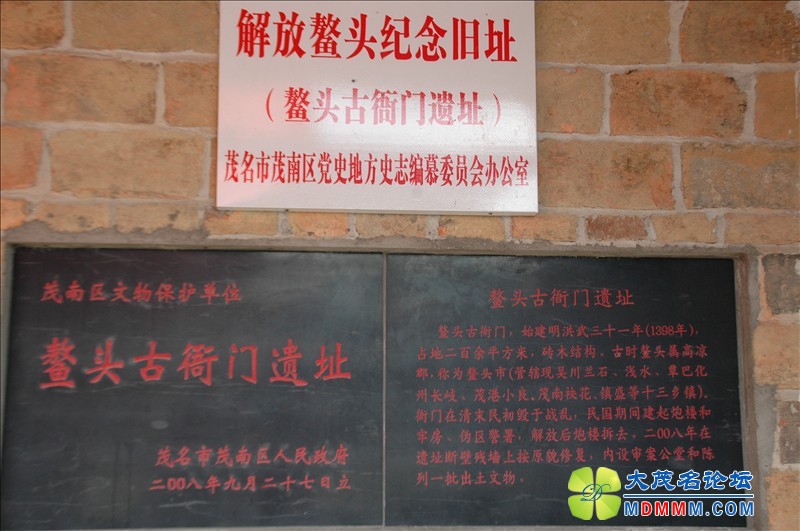 解放鳌头纪念旧址
（鳌头古衙门遗址）
茂名市茂南区党史地方史志编慕委员会办公室
茂南区文物保护单位
鳌头古衙门遗址
茂名市茂南区人民政府
二〇〇八年九月二十七日立
鳌头古衙门遗址
鳌头古衙门，始建明洪武三十一年(1398年)，
占地二百余平方米，砖木结构。古时鳌头属高凉
郡，称为鳌头市(管辖现吴川兰石、浅水、覃巴化
州长岐、茂港小良、茂南袂花、镇盛等十三乡镇)。
衙门在清末民初毁于战乱，民国期间建起炮楼和
牢房、伪区警署，解放后炮楼拆去。二00八年在
遗址断壁残墙上按原貌修复，内设审案公堂和陈
列一批出土文物。
大茂名论坛
MDMMM.COM